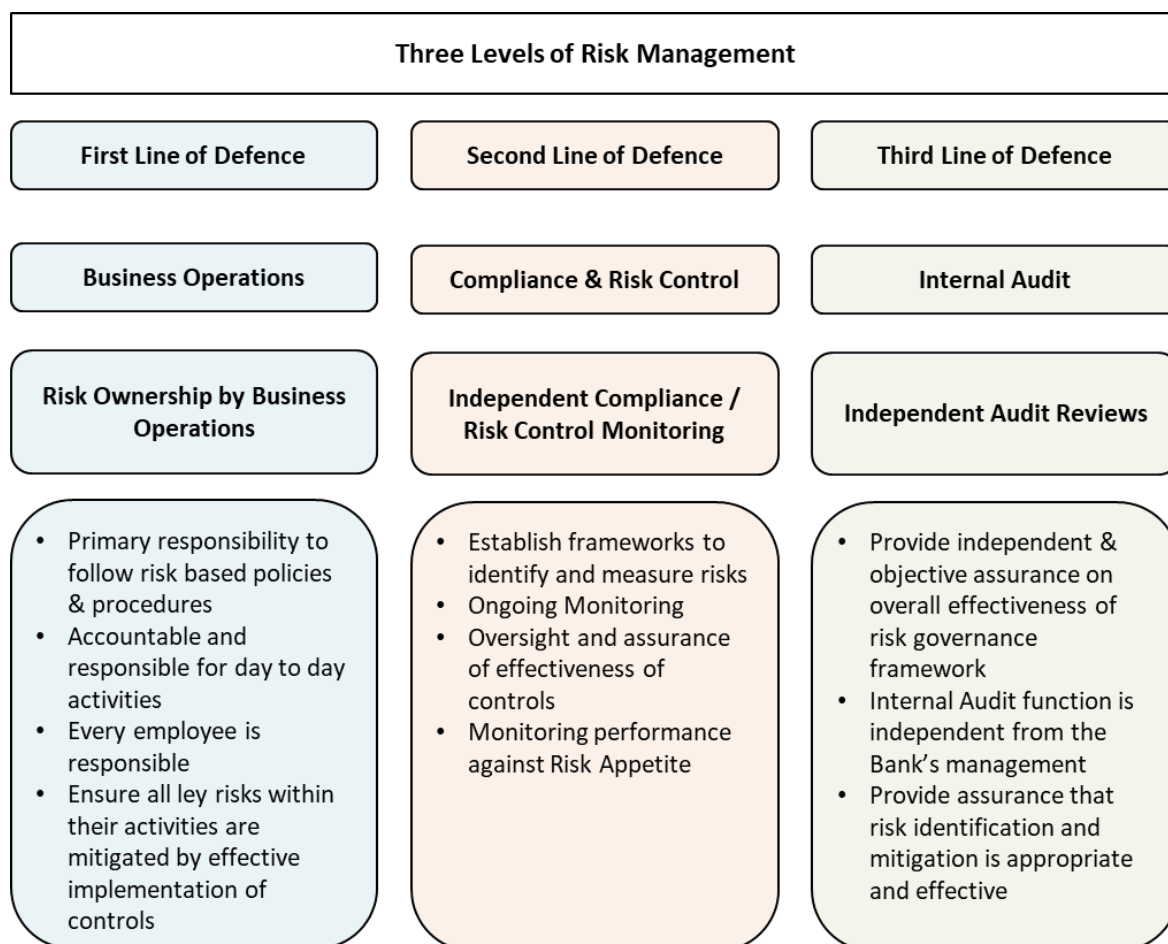 Three Levels of Risk Management
First Line of Defence
Second Line of Defence
Third Line of Defence
Business Operations
Compliance & Risk Control
Internal Audit
Risk Ownership by Business
Operations
Independent Compliance /
Risk Control Monitoring
Independent Audit Reviews
• Primary responsibility to
follow risk based policies
& procedures
• Accountable and
responsible for day to day
activities
• Every employee is
responsible
• Ensure all ley risks within
their activities are
mitigated by effective
implementation of
controls
• Establish frameworks to
identify and measure risks
• Ongoing Monitoring
• Oversight and assurance
of effectiveness of
controls
• Monitoring performance
against Risk Appetite
• Provide independent &
objective assurance on
overall effectiveness of
risk governance
framework
• Internal Audit function is
independent from the
Bank’s management
• Provide assurance that
risk identification and
mitigation is appropriate
and effective